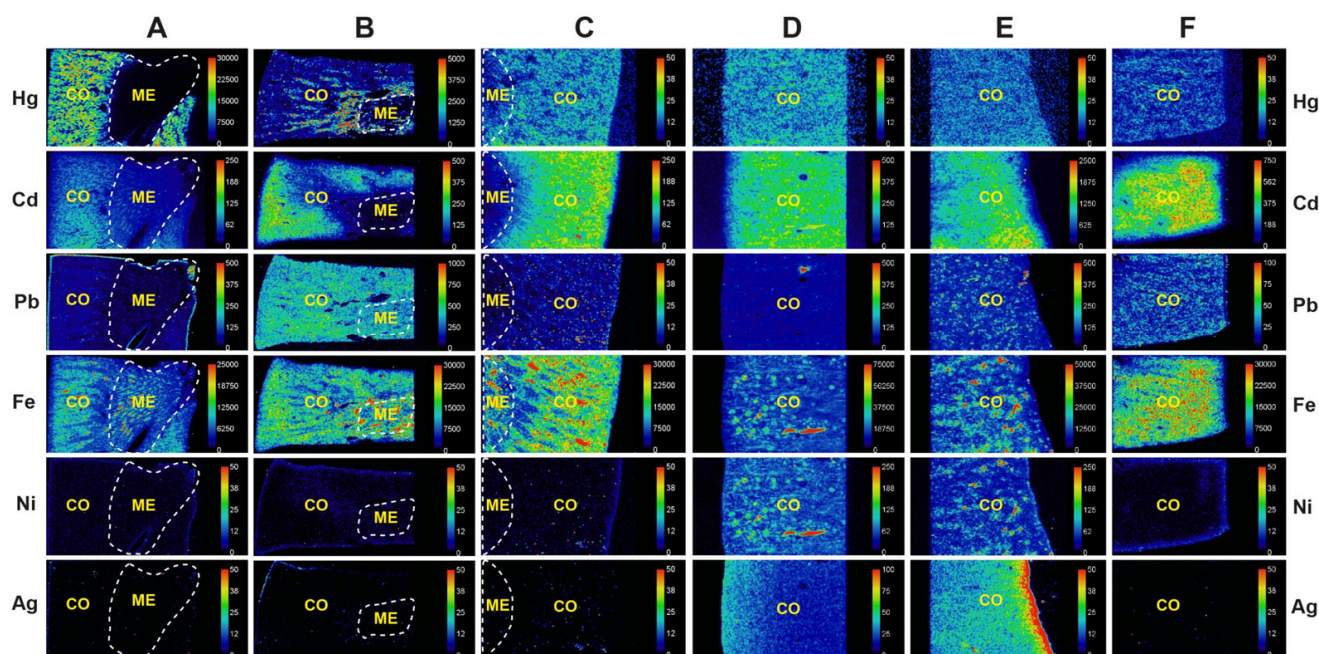 A B C D E F
Hg CO ME 30000 22500 15000 7500 0 CO ME 5000 3750 2500 1250 0 ME CO 50 38 25 12 0 CO 50 38 25 12 0 CO 50 38 25 12 0 CO 50 38 25 12 0 Hg
Cd CO ME 250 188 125 62 0 CO ME 500 375 250 125 0 ME CO 500 375 250 125 0 CO 500 375 250 125 0 CO 2500 1875 1250 625 0 CO 750 562 375 188 0 Cd
Pb CO ME 500 375 250 125 0 CO ME 1000 750 500 250 0 ME CO 50 38 25 12 0 CO 500 375 250 125 0 CO 500 375 250 125 0 CO 100 75 50 25 0 Pb
Fe CO ME 25000 18750 12500 6250 0 CO ME 30000 22500 15000 7500 0 ME CO 30000 22500 15000 7500 0 CO 75000 56250 37500 18750 0 CO 50000 37500 25000 12500 0 CO 30000 22500 15000 7500 0 Fe
Ni CO ME 50 38 25 12 0 CO ME 50 38 25 12 0 ME CO 50 38 25 12 0 CO 250 188 125 62 0 CO 250 188 125 62 0 CO 50 38 25 12 0 Ni
Ag CO ME 50 38 25 12 0 CO ME 50 38 25 12 0 ME CO 50 38 25 12 0 CO 100 75 50 25 0 CO 50 38 25 12 0 CO 50 38 25 12 0 Ag